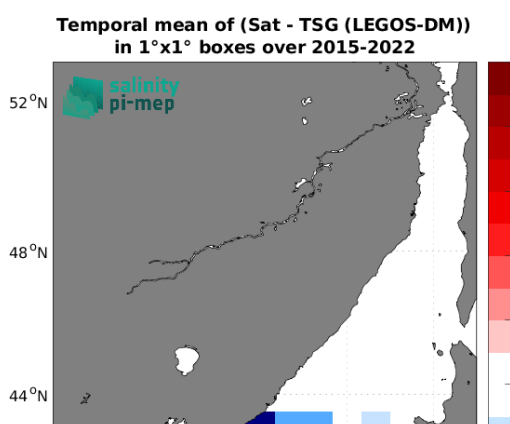 Temporal mean of (Sat - TSG (LEGOS-DM))
in 1°x1° boxes over 2015-2022
salinity
pi-mep
52°N
48°N
44°N